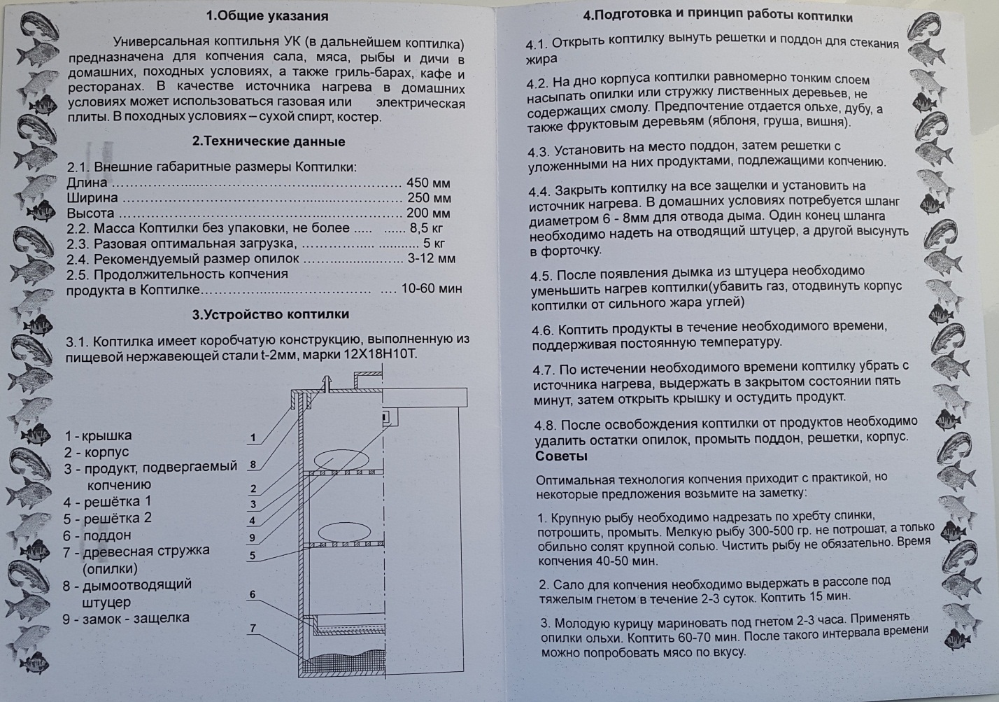 1.Общие указания
Универсальная коптильня УК (в дальнейшем коптилка)
предназначена для копчения сала, мяса, рыбы и дичи в
домашних, походных условиях, а также гриль-барах, кафе и
ресторанах. В качестве источника нагрева в домашних
условиях может использоваться газовая или электрическая
плиты. В походных условиях – сухой спирт, костер.
2.Технические данные
2.1. Внешние габаритные размеры Коптилки:
Длина ........................................................................ 450 мм
Ширина ..................................................................... 250 мм
Высота ...................................................................... 200 мм
2.2. Масса Коптилки без упаковки, не более ..... ...... 8,5 кг
2.3. Разовая оптимальная загрузка, .................. ........... 5 кг
2.4. Рекомендуемый размер опилок ......................... 3-12 мм
2.5. Продолжительность копчения
продукта в Коптилке.......................................... .... 10-60 мин
3.Устройство коптилки
3.1. Коптилка имеет коробчатую конструкцию, выполненную из
пищевой нержавеющей стали t-2мм, марки 12Х18Н10Т.
1 - крышка
2 - корпус
3 - продукт, подвергаемый
копчению
4 - решётка 1
5 - решётка 2
6 - поддон
7 - древесная стружка
(опилки)
8 - дымоотводящий
штуцер
9 - замок - защелка
1
8
2
3
4
9
5
6
7
4.Подготовка и принцип работы коптилки
4.1. Открыть коптилку вынуть решетки и поддон для стекания
жира
4.2. На дно корпуса коптилки равномерно тонким слоем
насыпать опилки или стружку лиственных деревьев, не
содержащих смолу. Предпочтение отдается ольхе, дубу, а
также фруктовым деревьям (яблоня, груша, вишня).
4.3. Установить на место поддон, затем решетки с
уложенными на них продуктами, подлежащими копчению.
4.4. Закрыть коптилку на все защелки и установить на
источник нагрева. В домашних условиях потребуется шланг
диаметром 6 - 8мм для отвода дыма. Один конец шланга
необходимо надеть на отводящий штуцер, а другой высунуть
в форточку.
4.5. После появления дымка из штуцера необходимо
уменьшить нагрев коптилки(убавить газ, отодвинуть корпус
коптилки от сильного жара углей)
4.6. Коптить продукты в течение необходимого времени,
поддерживая постоянную температуру.
4.7. По истечении необходимого времени коптилку убрать с
источника нагрева, выдержать в закрытом состоянии пять
минут, затем открыть крышку и остудить продукт.
4.8. После освобождения коптилки от продуктов необходимо
удалить остатки опилок, промыть поддон, решетки, корпус.
Советы
Оптимальная технология копчения приходит с практикой, но
некоторые предложения возьмите на заметку:
1. Крупную рыбу необходимо надрезать по хребту спинки,
потрошить, промыть. Мелкую рыбу 300-500 гр. не потрошат, а только
обильно солят крупной солью. Чистить рыбу не обязательно. Время
копчения 40-50 мин.
2. Сало для копчения необходимо выдержать в рассоле под
тяжелым гнетом в течение 2-3 суток. Коптить 15 мин.
3. Молодую курицу мариновать под гнетом 2-3 часа. Применять
опилки ольхи. Коптить 60-70 мин. После такого интервала времени
можно попробовать мясо по вкусу.